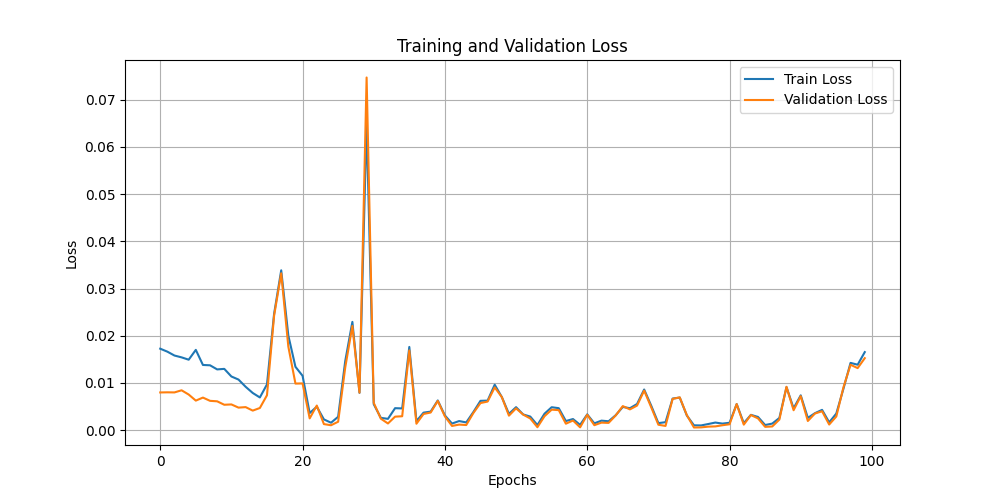 Training and Validation Loss
Train Loss
Validation Loss
0.07
0.06
0.05
0.04
0.03
0.02
0.01
0.00
Loss
0 20 40 60 80 100
Epochs